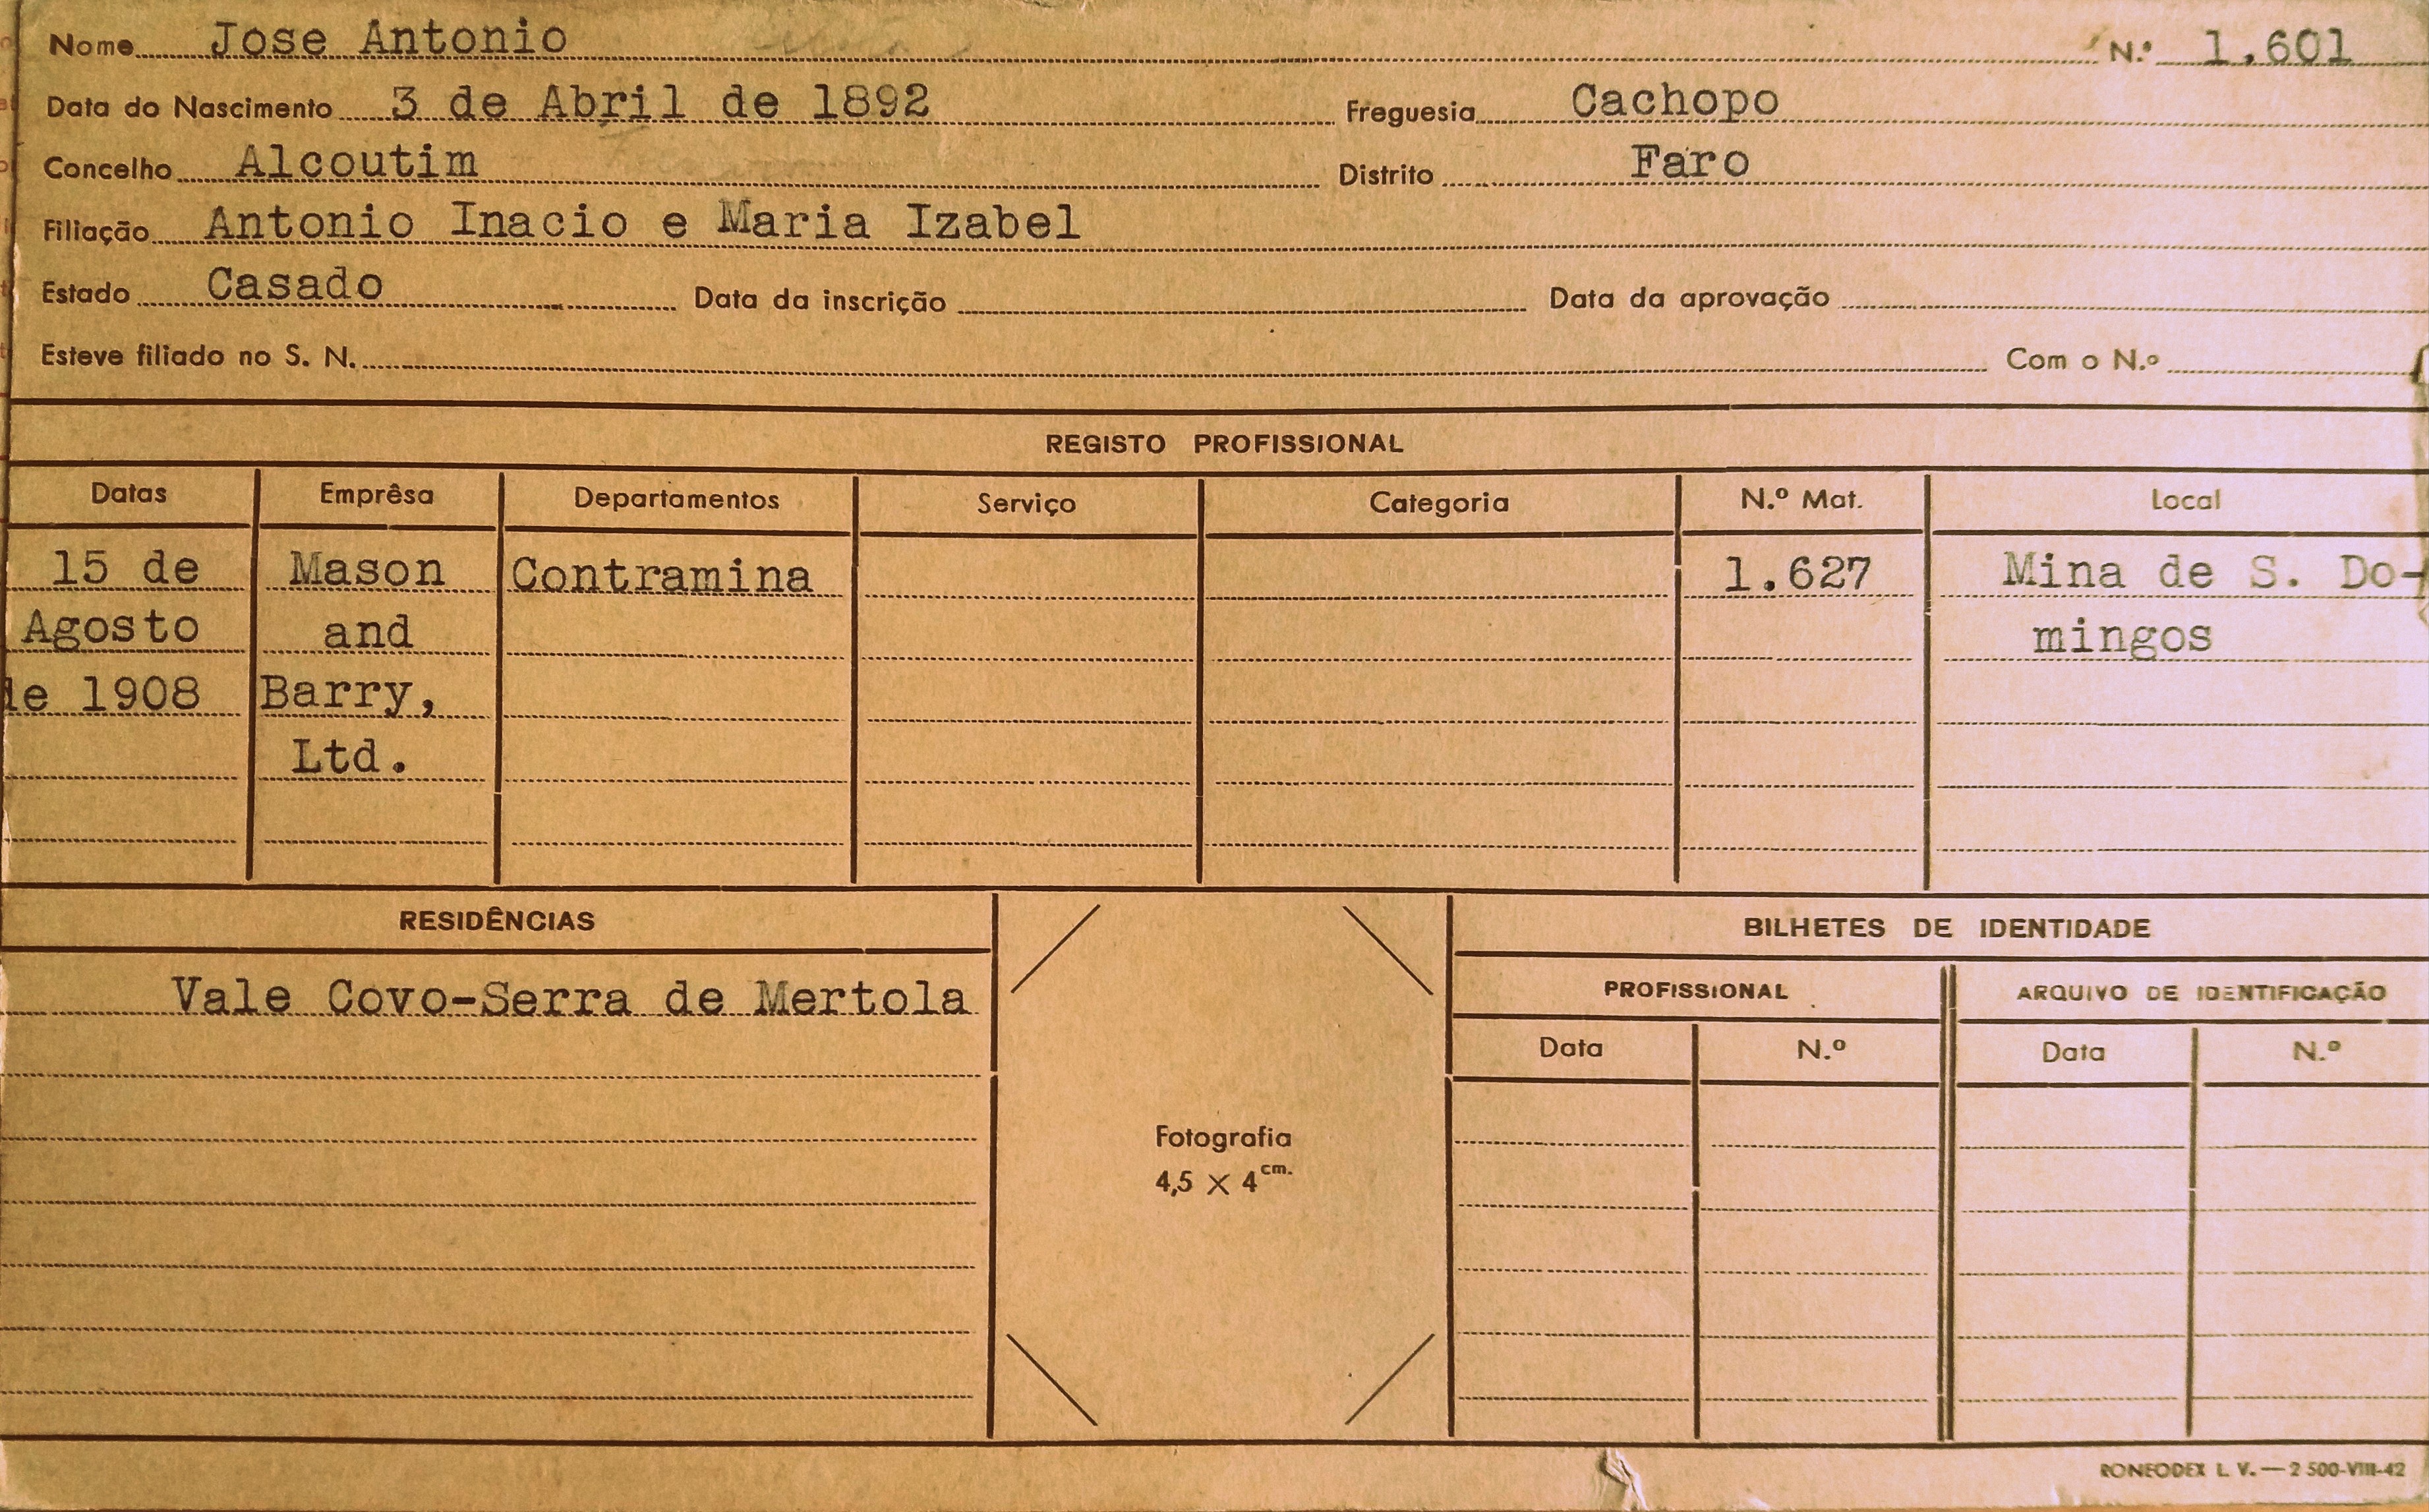 Nome Jose Antonio N.º 1.601
Data do Nascimento 3 de Abril de 1892 Freguesia Cachopo
Concelho Alcoutim Distrito Faro
Filiação Antonio Inacio e Maria Izabel
Estado Casado Data da inscrição Data da aprovação
Esteve filiado no S. N. Com o N.º
REGISTO PROFISSIONAL
Datas Emprêsa Departamentos Serviço Categoria N.º Mat. Local
15 de Mason Contramina 1.627 Mina de S. Do-
Agosto and mingos
de 1908 Barry,
Ltd.
RESIDÊNCIAS BILHETES DE IDENTIDADE
Vale Covo-Serra de Mertola PROFISSIONAL ARQUIVO DE IDENTIFICAÇÃO
Data N.º Data N.º
Fotografia
4,5 × 4 cm.
RONEODEX L. V. — 2 500-VIII-42